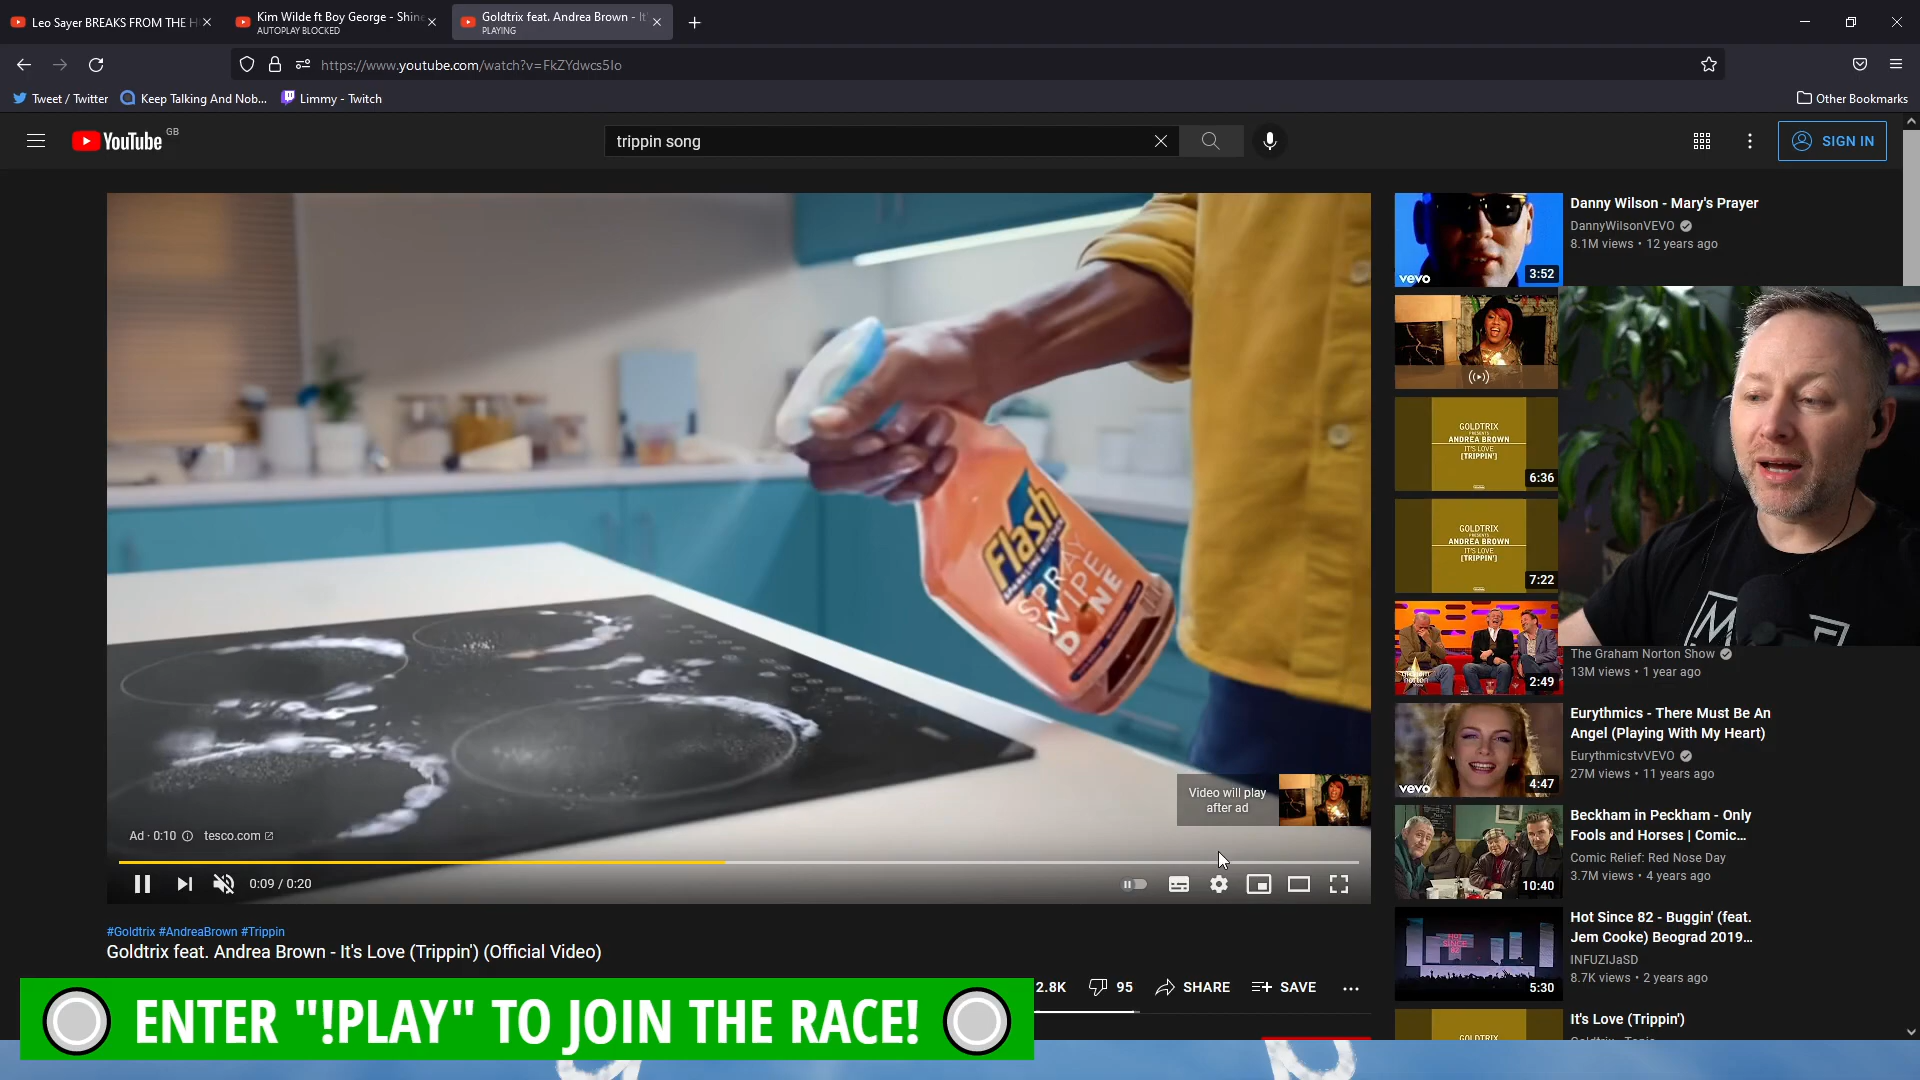 Leo Sayer BREAKS FROM THE H
Kim Wilde ft Boy George - Shine
AUTOPLAY BLOCKED
Goldtrix feat. Andrea Brown - It'
PLAYING
https://www.youtube.com/watch?v=FkZYdwcs5Io
Tweet / Twitter
Keep Talking And Nob...
Limmy - Twitch
Other Bookmarks
YouTube GB
trippin song
SIGN IN
Flash
SPRAY
WIPE
DONE
Video will play
after ad
Ad · 0:10
tesco.com
0:09 / 0:20
#Goldtrix #AndreaBrown #Trippin
Goldtrix feat. Andrea Brown - It's Love (Trippin') (Official Video)
2.8K
95
SHARE
SAVE
ENTER "!PLAY" TO JOIN THE RACE!
vevo
3:52
Danny Wilson - Mary's Prayer
DannyWilsonVEVO
8.1M views • 12 years ago
GOLDTRIX
PRESENTS
ANDREA BROWN
IT'S LOVE
[TRIPPIN']
6:36
GOLDTRIX
PRESENTS
ANDREA BROWN
IT'S LOVE
[TRIPPIN']
7:22
2:49
The Graham Norton Show
13M views • 1 year ago
vevo
4:47
Eurythmics - There Must Be An
Angel (Playing With My Heart)
EurythmicstvVEVO
27M views • 11 years ago
10:40
Beckham in Peckham - Only
Fools and Horses | Comic...
Comic Relief: Red Nose Day
3.7M views • 4 years ago
HOT
SINCE
82
5:30
Hot Since 82 - Buggin' (feat.
Jem Cooke) Beograd 2019...
INFUZIJaSD
8.7K views • 2 years ago
GOLDTRIX
It's Love (Trippin')